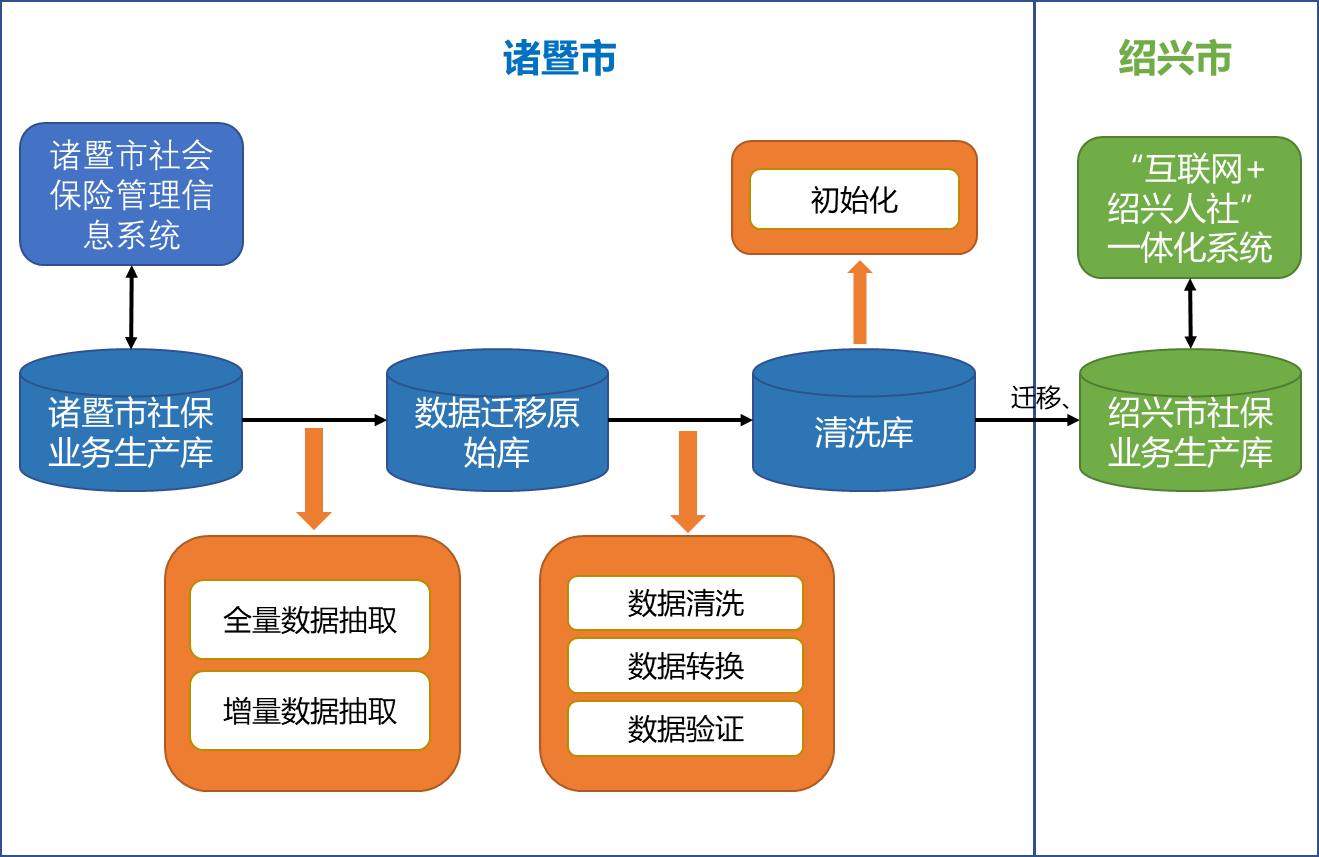 诸暨市
绍兴市
诸暨市社会
保险管理信
息系统
初始化
“互联网+
绍兴人社”
一体化系统
诸暨市社保
业务生产库
数据迁移原
始库
清洗库
迁移、
绍兴市社保
业务生产库
全量数据抽取
增量数据抽取
数据清洗
数据转换
数据验证